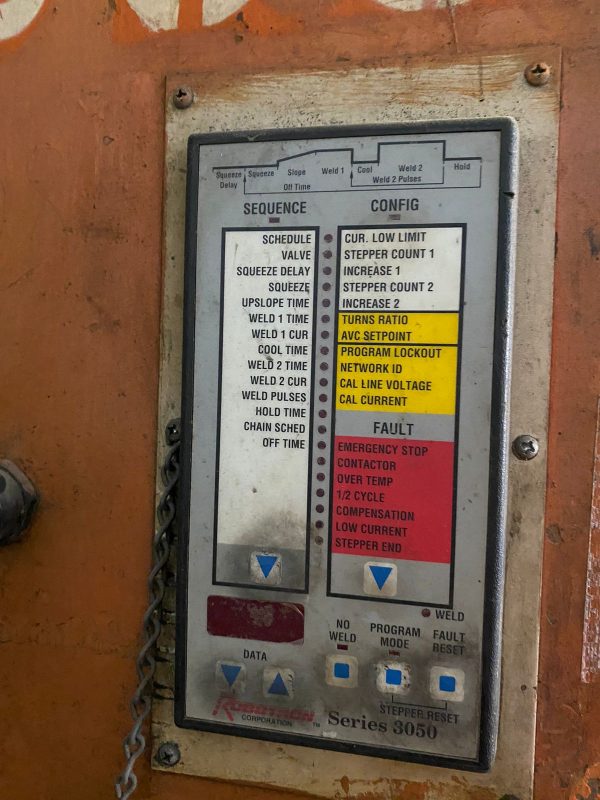 Squeeze Delay
Squeeze
Slope
Weld 1
Cool
Weld 2
Hold
Off Time
Weld 2 Pulses
SEQUENCE
SCHEDULE
VALVE
SQUEEZE DELAY
SQUEEZE
UPSLOPE TIME
WELD 1 TIME
WELD 1 CUR
COOL TIME
WELD 2 TIME
WELD 2 CUR
WELD PULSES
HOLD TIME
CHAIN SCHED
OFF TIME
CONFIG
CUR. LOW LIMIT
STEPPER COUNT 1
INCREASE 1
STEPPER COUNT 2
INCREASE 2
TURNS RATIO
AVC SETPOINT
PROGRAM LOCKOUT
NETWORK ID
CAL LINE VOLTAGE
CAL CURRENT
FAULT
EMERGENCY STOP
CONTACTOR
OVER TEMP
1/2 CYCLE
COMPENSATION
LOW CURRENT
STEPPER END
WELD
NO WELD
PROGRAM MODE
FAULT RESET
DATA
STEPPER RESET
ROBOTRON
CORPORATION
TM
Series 3050